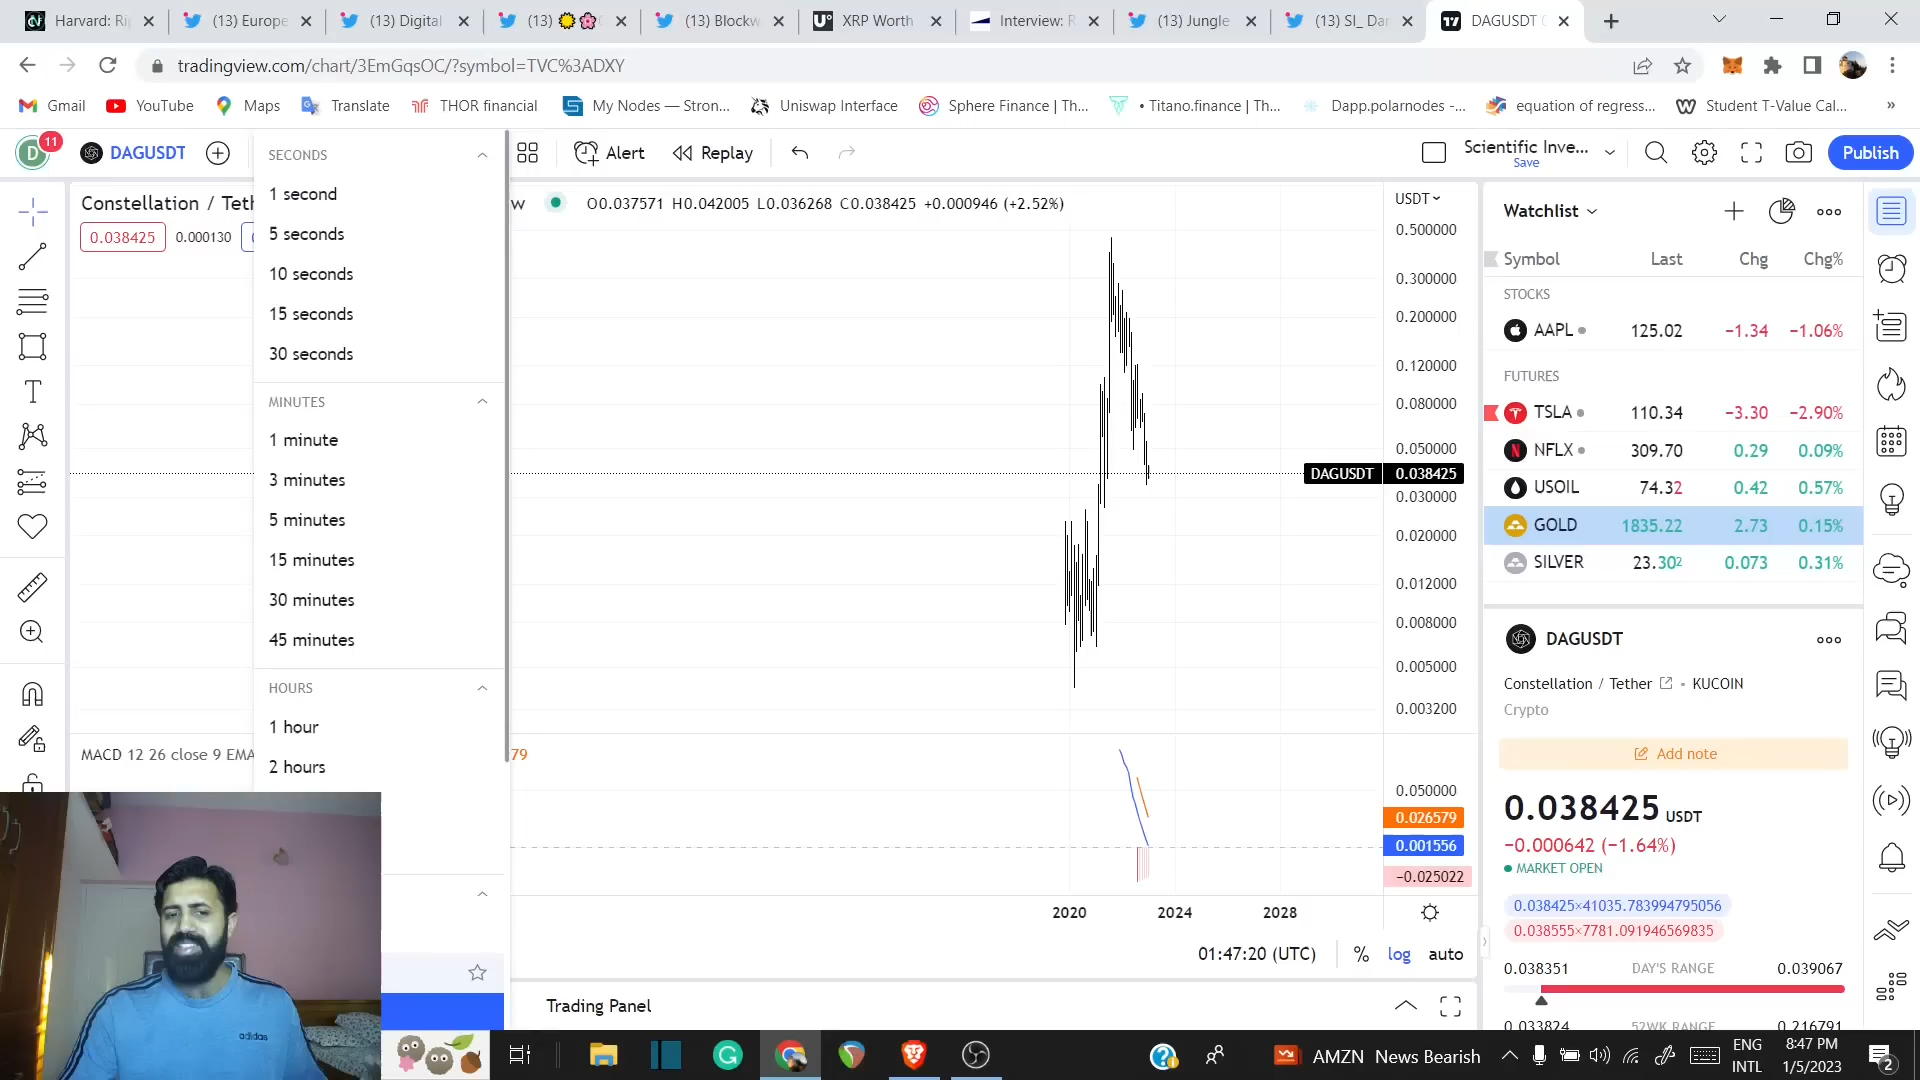 Harvard: Ri
(13) Europe
(13) Digital
(13)
(13) Blockw
XRP Worth
Interview: R
(13) Jungle
(13) SI_ Dar
DAGUSDT
tradingview.com/chart/3EmGqsOC/?symbol=TVC%3ADXY
Gmail
YouTube
Maps
Translate
THOR financial
My Nodes — Stron...
Uniswap Interface
Sphere Finance | Th...
• Titano.finance | Th...
Dapp.polarnodes -...
equation of regress...
Student T-Value Cal...
»
D
11
DAGUSDT
Alert
Replay
Scientific Inve...
Save
Publish
SECONDS
1 second
5 seconds
10 seconds
15 seconds
30 seconds
MINUTES
1 minute
3 minutes
5 minutes
15 minutes
30 minutes
45 minutes
HOURS
1 hour
2 hours
Constellation / Teth
w
O0.037571 H0.042005 L0.036268 C0.038425 +0.000946 (+2.52%)
0.038425
0.000130
USDT
0.500000
0.300000
0.200000
0.120000
0.080000
0.050000
DAGUSDT 0.038425
0.030000
0.020000
0.012000
0.008000
0.005000
0.003200
MACD 12 26 close 9 EMA
79
0.050000
0.026579
0.001556
−0.025022
2020
2024
2028
01:47:20 (UTC)
%
log
auto
Trading Panel
Watchlist
Symbol Last Chg Chg%
STOCKS
AAPL 125.02 −1.34 −1.06%
FUTURES
TSLA 110.34 −3.30 −2.90%
NFLX 309.70 0.29 0.09%
USOIL 74.32 0.42 0.57%
GOLD 1835.22 2.73 0.15%
SILVER 23.302 0.073 0.31%
DAGUSDT
Constellation / Tether • KUCOIN
Crypto
Add note
0.038425 USDT
−0.000642 (−1.64%)
MARKET OPEN
0.038425×41035.783994795056
0.038555×7781.091946569835
0.038351 DAY'S RANGE 0.039067
0.033824 52WK RANGE 0.216791
adidas
AMZN News Bearish
ENG
INTL
8:47 PM
1/5/2023
2